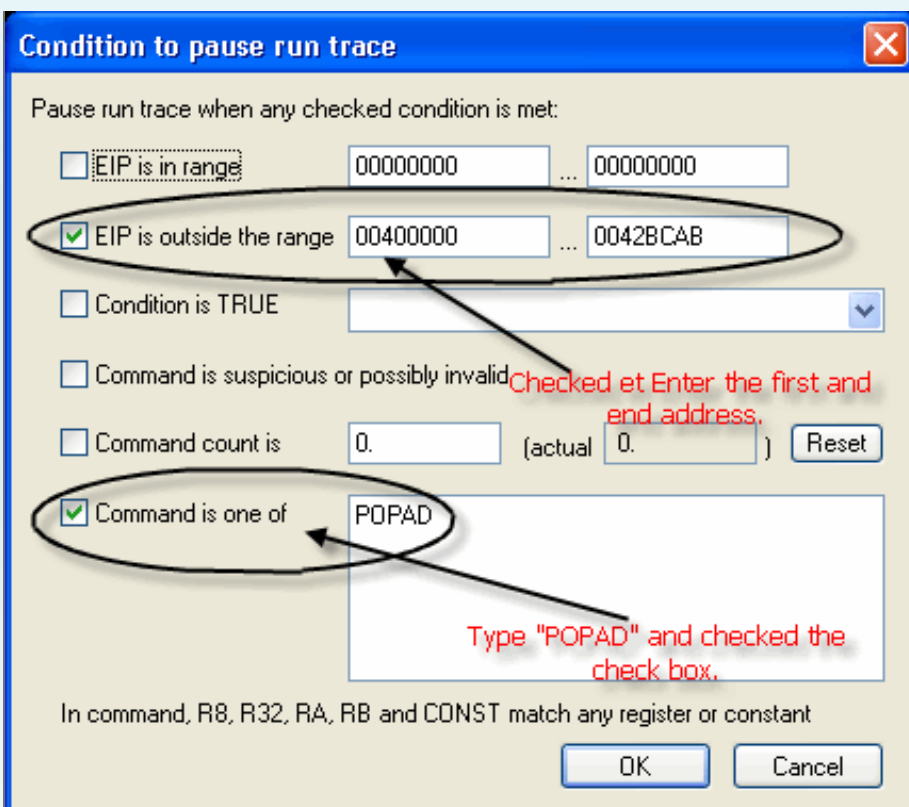 Condition to pause run trace
Pause run trace when any checked condition is met:
EIP is in range 00000000 ... 00000000
EIP is outside the range 00400000 ... 0042BCAB
Condition is TRUE
Command is suspicious or possibly invalid
Checked et Enter the first and
end address.
Command count is 0. (actual 0. ) Reset
Command is one of POPAD
Type "POPAD" and checked the
check box.
In command, R8, R32, RA, RB and CONST match any register or constant
OK Cancel